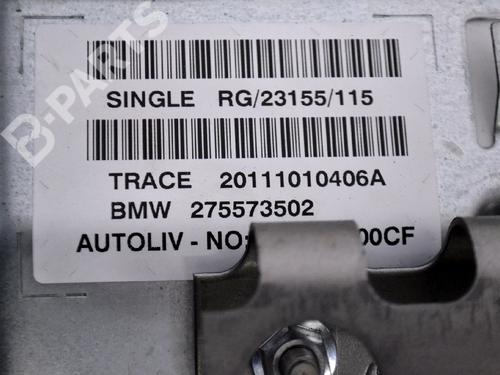 B-PARTS
SINGLE RG/23155/115
TRACE 20111010406A
BMW 275573502
AUTOLIV - NO: 00CF